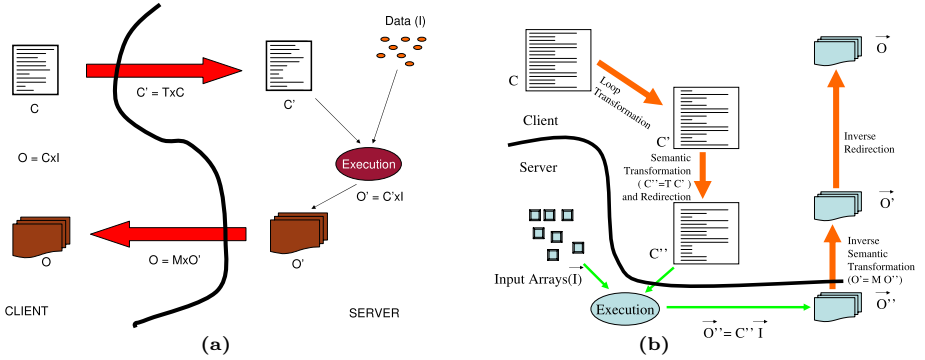 Data (I)
C
C' = TxC
C'
O = CxI
Execution
O' = C'xI
O
O = MxO'
O'
CLIENT
SERVER
(a)
C
Loop
Transformation
C'
Client
Server
Semantic
Transformation
( C''=T C' )
and Redirection
C''
Input Arrays(I)
Execution
O''= C'' I
O
Inverse
Redirection
O'
Inverse
Semantic
Transformation
(O'= M O'')
O''
(b)